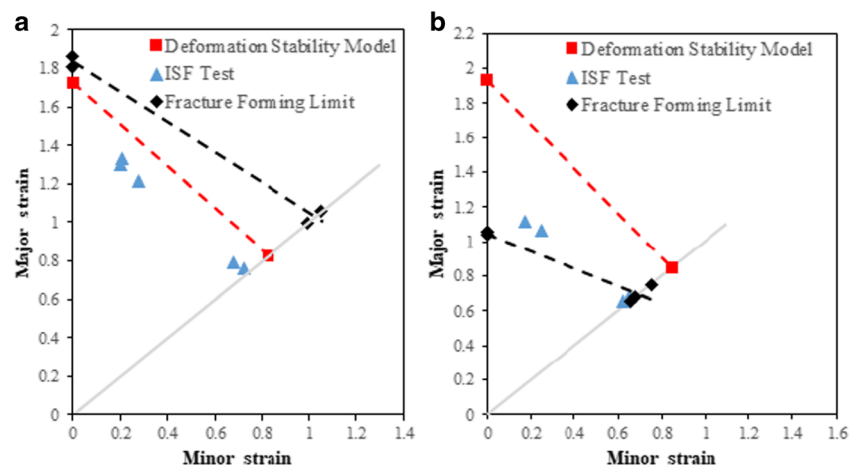 a
2
1.8
1.6
1.4
1.2
1
0.8
0.6
0.4
0.2
0
Major strain
Deformation Stability Model
ISF Test
Fracture Forming Limit
0 0.2 0.4 0.6 0.8 1 1.2 1.4
Minor strain
b
2.2
2
1.8
1.6
1.4
1.2
1
0.8
0.6
0.4
0.2
0
Major strain
Deformation Stability Model
ISF Test
Fracture Forming Limit
0 0.2 0.4 0.6 0.8 1 1.2 1.4 1.6
Minor strain